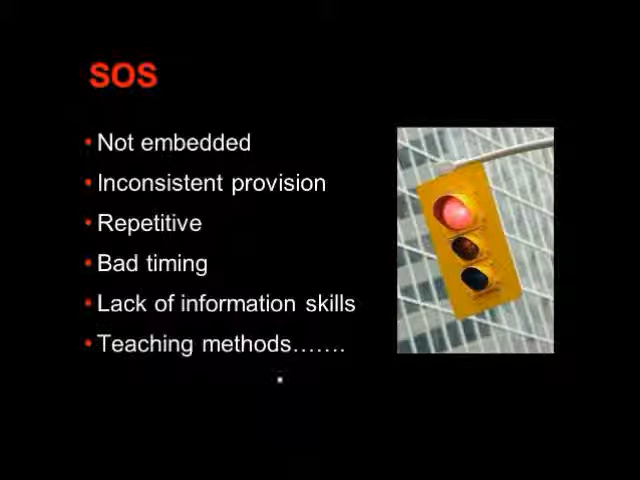 SOS
• Not embedded
• Inconsistent provision
• Repetitive
• Bad timing
• Lack of information skills
• Teaching methods…….